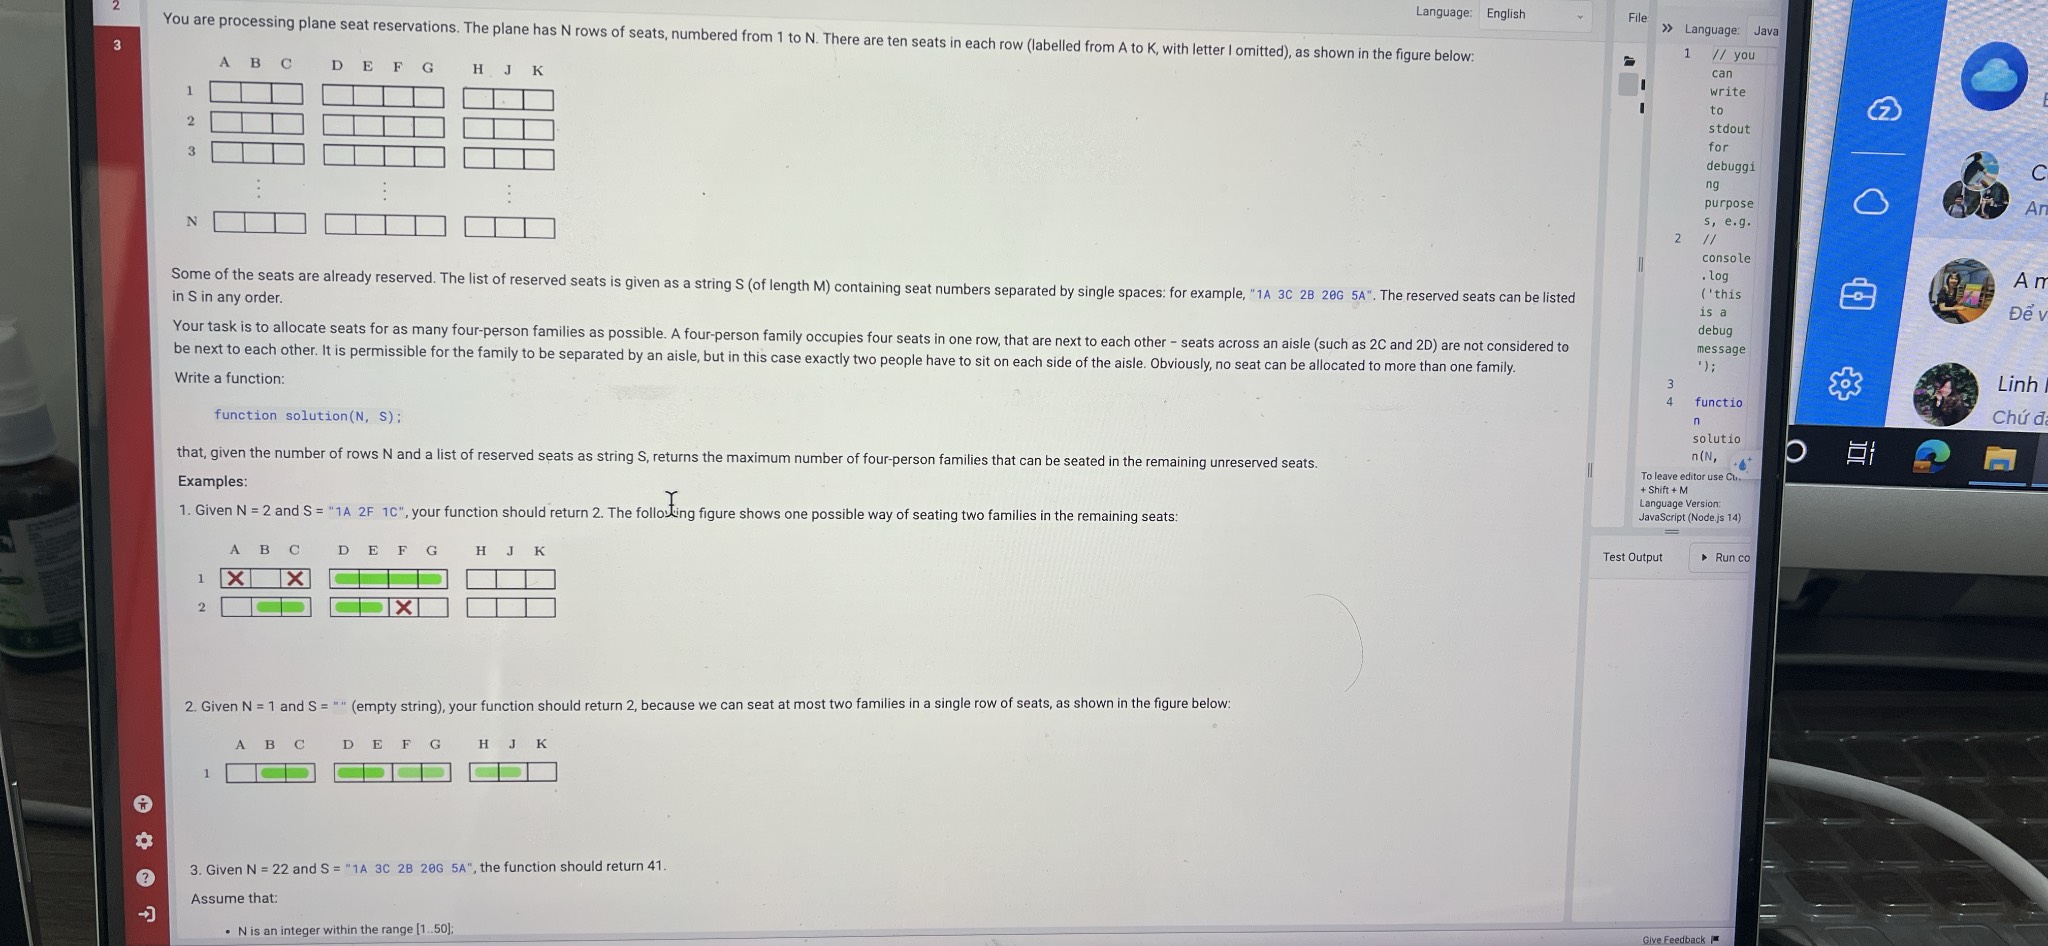 2
3
Language: English
You are processing plane seat reservations. The plane has N rows of seats, numbered from 1 to N. There are ten seats in each row (labelled from A to K, with letter I omitted), as shown in the figure below:
A B C D E F G H J K
1
2
3
N
Some of the seats are already reserved. The list of reserved seats is given as a string S (of length M) containing seat numbers separated by single spaces: for example, "1A 3C 2B 20G 5A". The reserved seats can be listed
in S in any order.
Your task is to allocate seats for as many four-person families as possible. A four-person family occupies four seats in one row, that are next to each other – seats across an aisle (such as 2C and 2D) are not considered to
be next to each other. It is permissible for the family to be separated by an aisle, but in this case exactly two people have to sit on each side of the aisle. Obviously, no seat can be allocated to more than one family.
Write a function:
function solution(N, S);
that, given the number of rows N and a list of reserved seats as string S, returns the maximum number of four-person families that can be seated in the remaining unreserved seats.
Examples:
1. Given N = 2 and S = "1A 2F 1C", your function should return 2. The following figure shows one possible way of seating two families in the remaining seats:
A B C D E F G H J K
1
2
2. Given N = 1 and S = "" (empty string), your function should return 2, because we can seat at most two families in a single row of seats, as shown in the figure below:
A B C D E F G H J K
1
3. Given N = 22 and S = "1A 3C 2B 20G 5A", the function should return 41.
Assume that:
• N is an integer within the range [1..50];
File
Language: Java
1 // you
can
write
to
stdout
for
debuggi
ng
purpose
s, e.g.
2 //
console
.log
('this
is a
debug
message
');
3
4 functio
n
solutio
n(N,
To leave editor use
+ Shift + M
Language Version:
JavaScript (Node.js 14)
Test Output
Run co
Give Feedback
Z
C
An
A m
Để v
Linh
Chứ đ